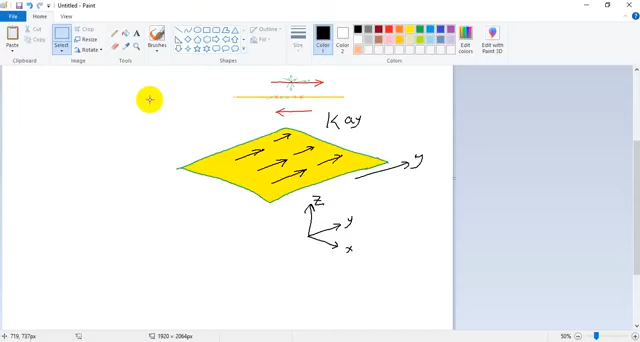 Untitled - Paint
File Home View
Paste
Cut
Copy
Clipboard
Select
Crop
Resize
Rotate
Image
Tools
Brushes
Outline
Fill
Shapes
Size
Color 1
Color 2
Colors
Edit colors
Edit with Paint 3D
K ay
y
z
y
x
719, 737px
1920 × 2064px
50%